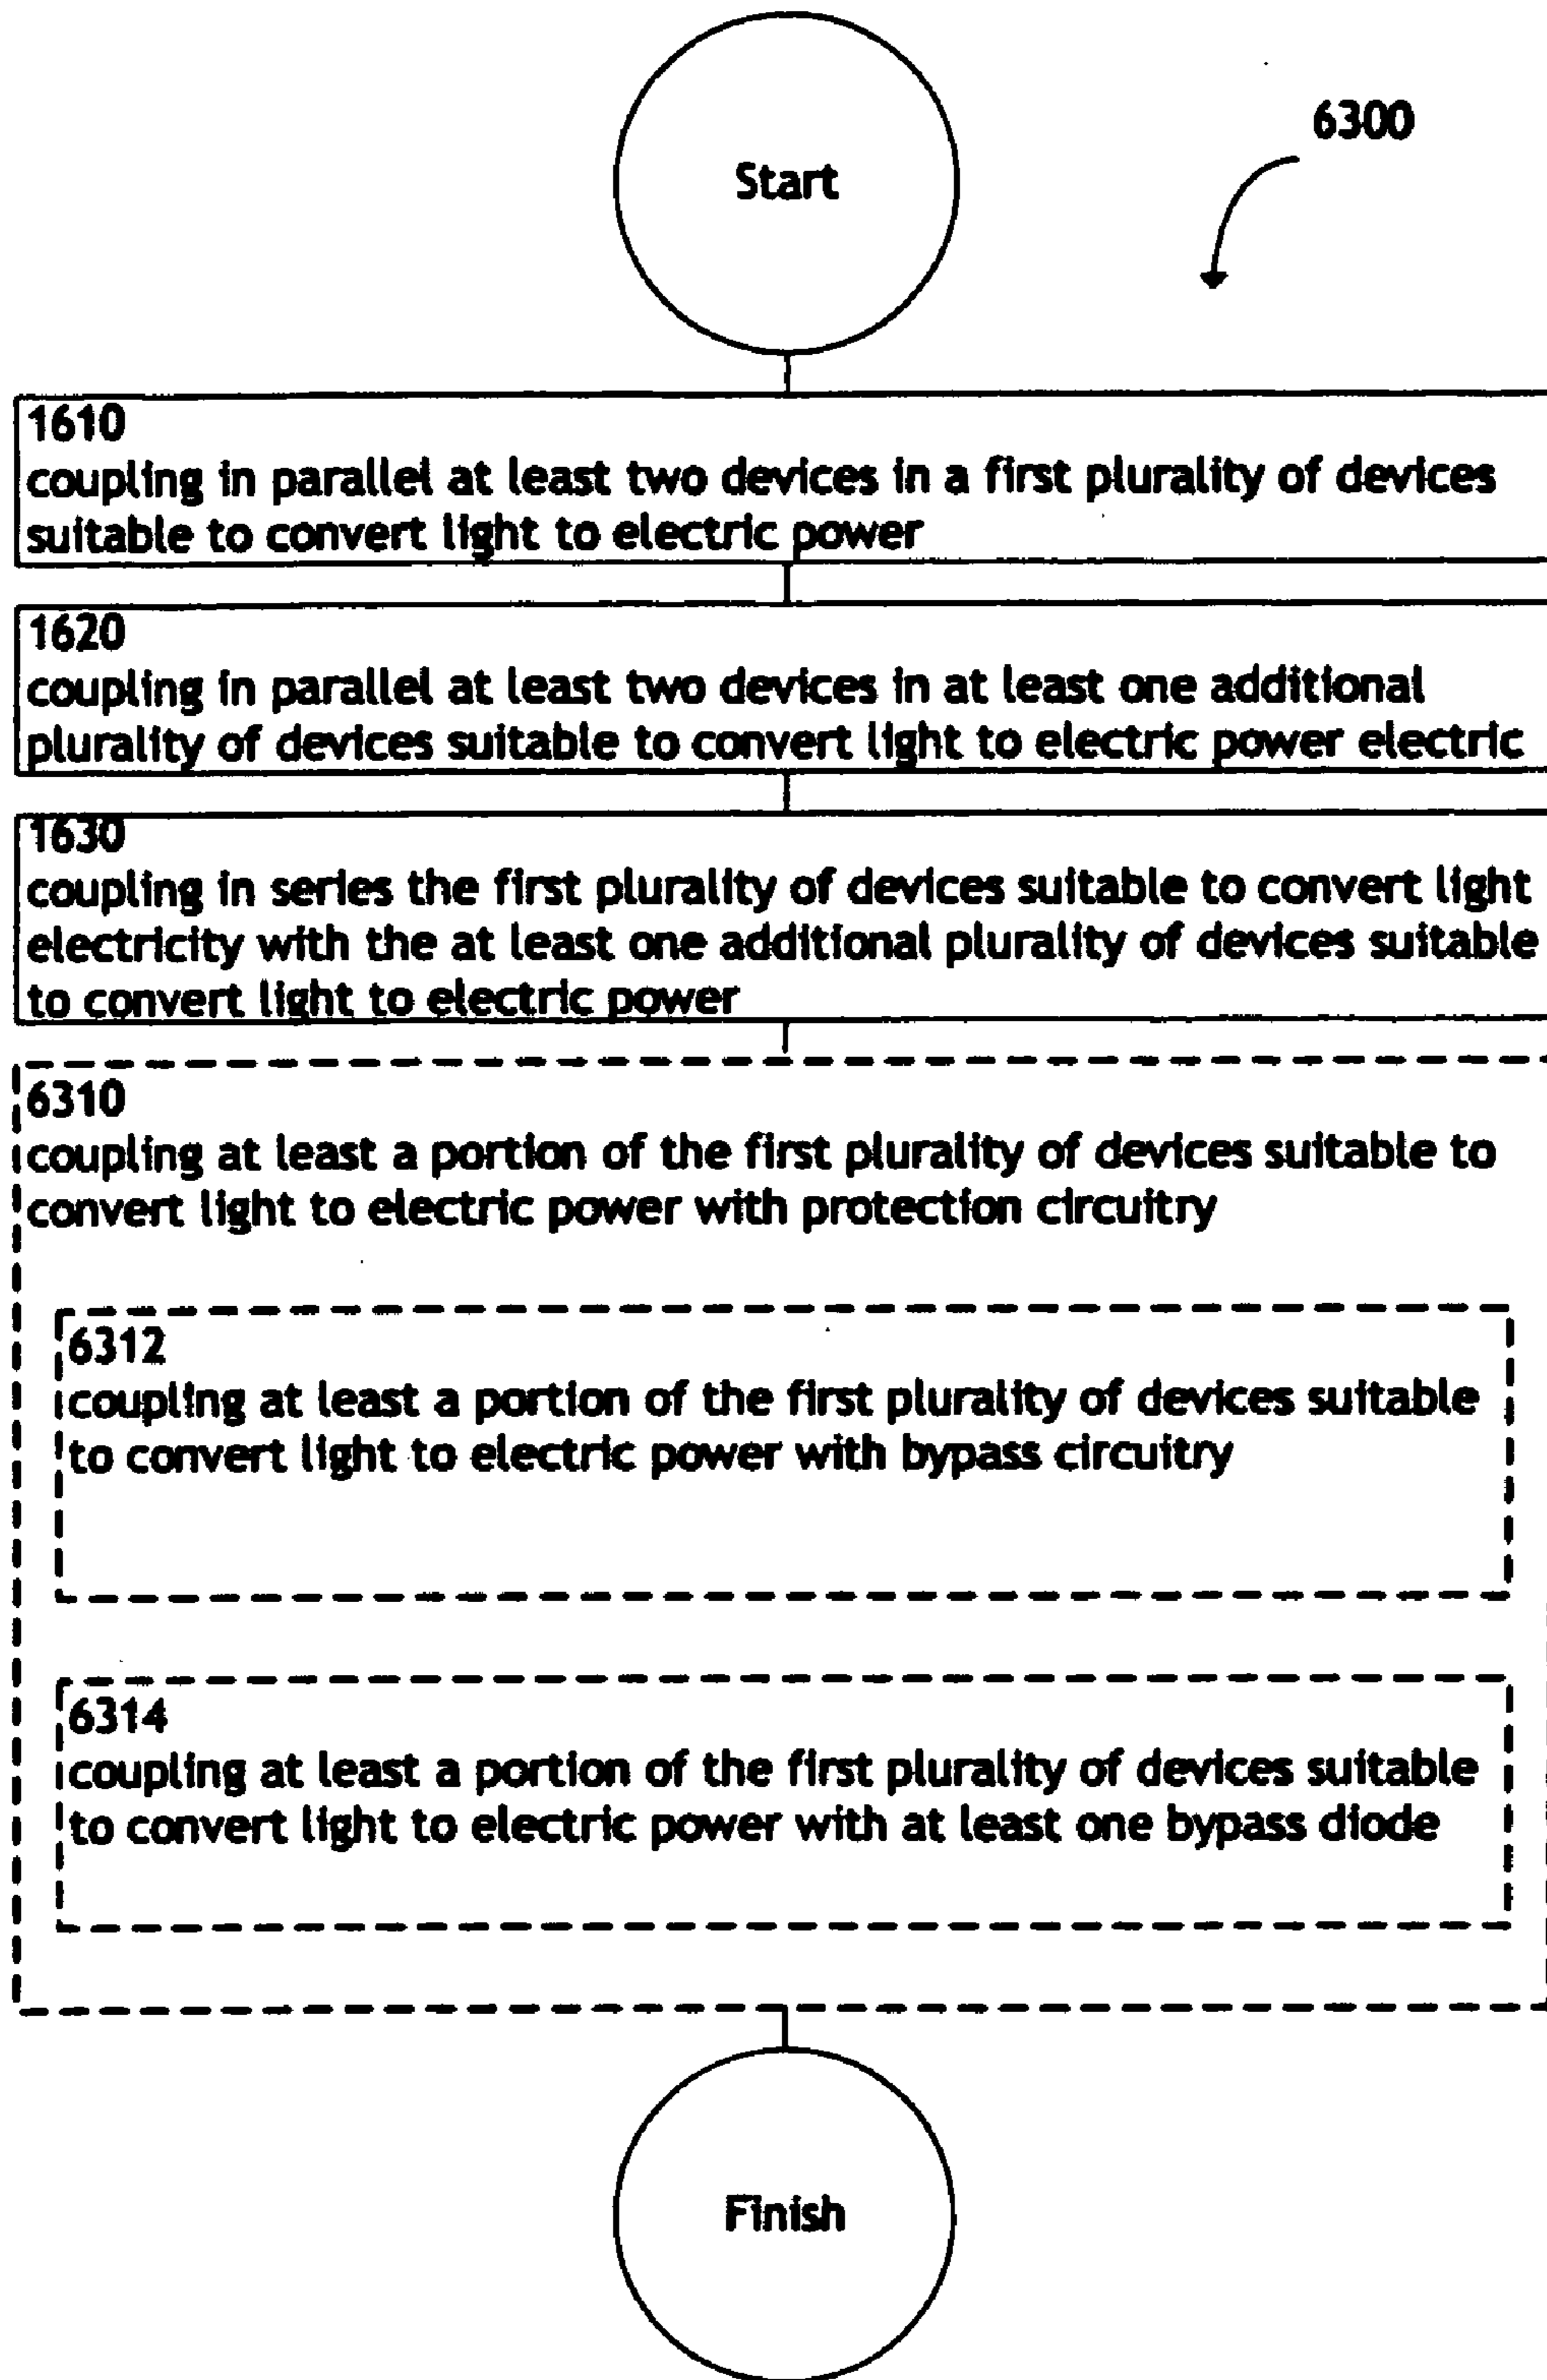 Start
6300
1610
coupling in parallel at least two devices in a first plurality of devices
suitable to convert light to electric power
1620
coupling in parallel at least two devices in at least one additional
plurality of devices suitable to convert light to electric power electric
1630
coupling in series the first plurality of devices suitable to convert light
electricity with the at least one additional plurality of devices suitable
to convert light to electric power
6310
coupling at least a portion of the first plurality of devices suitable to
convert light to electric power with protection circuitry
6312
coupling at least a portion of the first plurality of devices suitable
to convert light to electric power with bypass circuitry
6314
coupling at least a portion of the first plurality of devices suitable
to convert light to electric power with at least one bypass diode
Finish